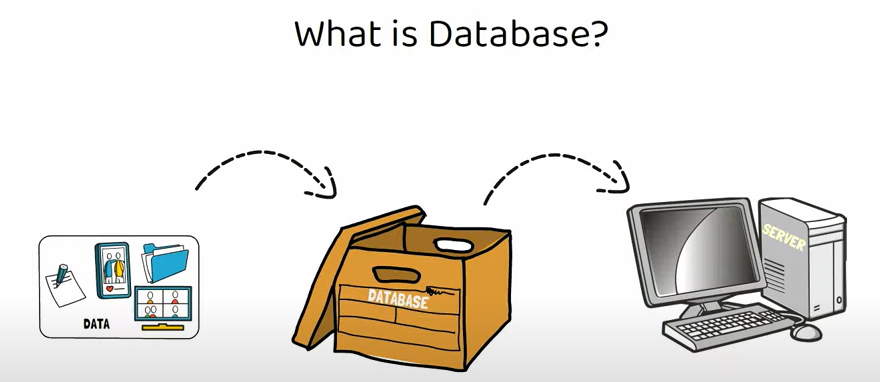 What is Database?
DATA
DATABASE
SERVER